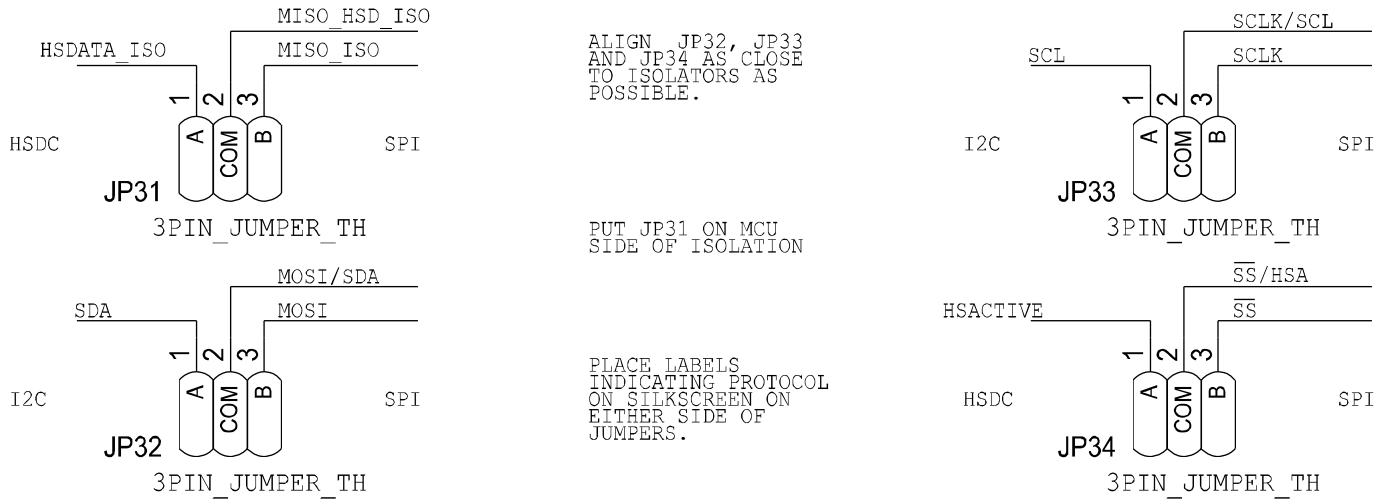 MISO_HSD_ISO
HSDATA_ISO
MISO_ISO
1 2 3
A COM B
HSDC
SPI
JP31
3PIN_JUMPER_TH
MOSI/SDA
SDA
MOSI
1 2 3
A COM B
I2C
SPI
JP32
3PIN_JUMPER_TH
ALIGN JP32, JP33
AND JP34 AS CLOSE
TO ISOLATORS AS
POSSIBLE.
PUT JP31 ON MCU
SIDE OF ISOLATION
PLACE LABELS
INDICATING PROTOCOL
ON SILKSCREEN ON
EITHER SIDE OF
JUMPERS.
SCLK/SCL
SCL
SCLK
1 2 3
A COM B
I2C
SPI
JP33
3PIN_JUMPER_TH
S̅S̅/HSA
HSACTIVE
S̅S̅
1 2 3
A COM B
HSDC
SPI
JP34
3PIN_JUMPER_TH